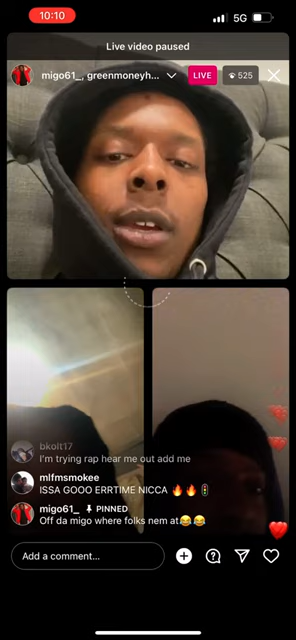 10:10
5G
Live video paused
migo61_, greenmoneyh...
LIVE
525
bkolt17
I'm trying rap hear me out add me
mlfmsmokee
ISSA GOOO ERRTIME NICCA 🔥🔥🚦
migo61_ PINNED
Off da migo where folks nem at😂😂
Add a comment...